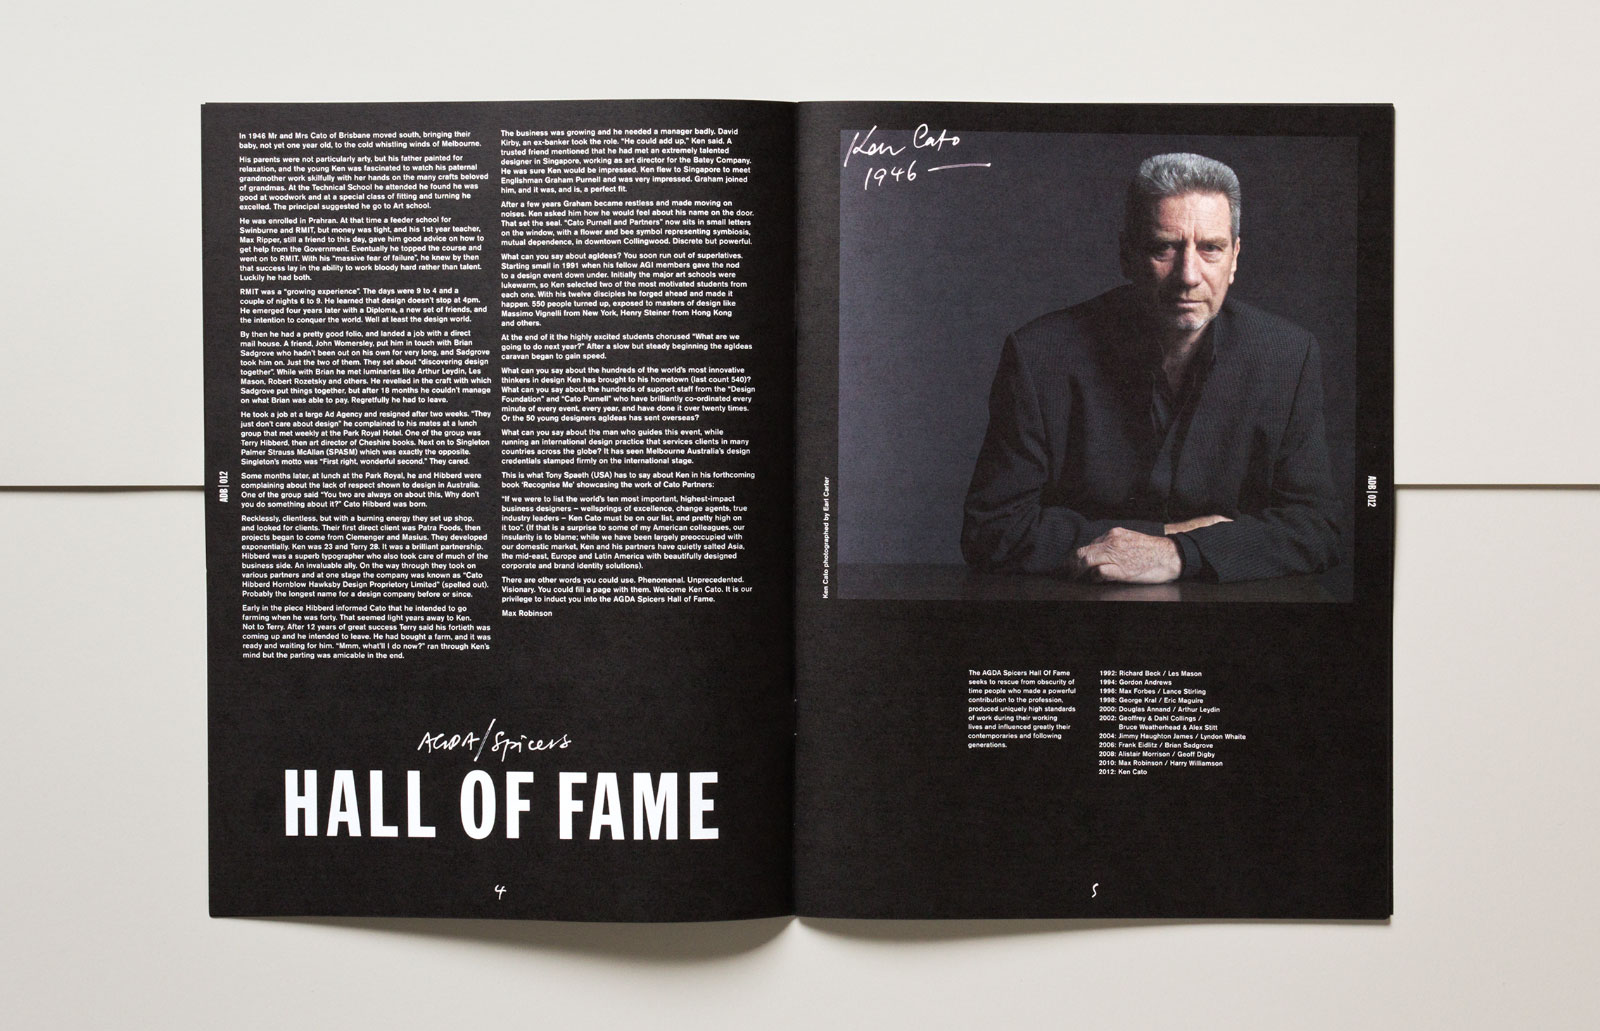 In 1946 Mr and Mrs Cato of Brisbane moved south, bringing their
baby, not yet one year old, to the cold whistling winds of Melbourne.
His parents were not particularly arty, but his father painted for
relaxation, and the young Ken was fascinated to watch his paternal
grandmother work skilfully with her hands on the many crafts beloved
of grandmas. At the Technical School he attended he found he was
good at woodwork and at a special class of fitting and turning he
excelled. The principal suggested he go to Art school.
He was enrolled in Prahran. At that time a feeder school for
Swinburne and RMIT, but money was tight, and his 1st year teacher,
Max Ripper, still a friend to this day, gave him good advice on how to
get help from the Government. Eventually he topped the course and
went on to RMIT. With his "massive fear of failure", he knew by then
that success lay in the ability to work bloody hard rather than talent.
Luckily he had both.
RMIT was a "growing experience". The days were 9 to 4 and a
couple of nights 6 to 9. He learned that design doesn't stop at 4pm.
He emerged four years later with a Diploma, a new set of friends, and
the intention to conquer the world. Well at least the design world.
By then he had a pretty good folio, and landed a job with a direct
mail house. A friend, John Womersley, put him in touch with Brian
Sadgrove who hadn't been out on his own for very long, and Sadgrove
took him on. Just the two of them. They set about "discovering design
together". While with Brian he met luminaries like Arthur Leydin, Les
Mason, Robert Rozetsky and others. He revelled in the craft with which
Sadgrove put things together, but after 18 months he couldn't manage
on what Brian was able to pay. Regretfully he had to leave.
He took a job at a large Ad Agency and resigned after two weeks. "They
just don't care about design" he complained to his mates at a lunch
group that met weekly at the Park Royal Hotel. One of the group was
Terry Hibberd, then art director of Cheshire books. Next on to Singleton
Palmer Strauss McAllan (SPASM) which was exactly the opposite.
Singleton's motto was "First right, wonderful second." They cared.
Some months later, at lunch at the Park Royal, he and Hibberd were
complaining about the lack of respect shown to design in Australia.
One of the group said "You two are always on about this, Why don't
you do something about it?" Cato Hibberd was born.
Recklessly, clientless, but with a burning energy they set up shop,
and looked for clients. Their first direct client was Patra Foods, then
projects began to come from Clemenger and Masius. They developed
exponentially. Ken was 23 and Terry 28. It was a brilliant partnership.
Hibberd was a superb typographer who also took care of much of the
business side. An invaluable ally. On the way through they took on
various partners and at one stage the company was known as "Cato
Hibberd Hornblow Hawksby Design Proprietory Limited" (spelled out).
Probably the longest name for a design company before or since.
Early in the piece Hibberd informed Cato that he intended to go
farming when he was forty. That seemed light years away to Ken.
Not to Terry. After 12 years of great success Terry said his fortieth was
coming up and he intended to leave. He had bought a farm, and it was
ready and waiting for him. "Mmm, what'll I do now?" ran through Ken's
mind but the parting was amicable in the end.
The business was growing and he needed a manager badly. David
Kirby, an ex-banker took the role. "He could add up," Ken said. A
trusted friend mentioned that he had met an extremely talented
designer in Singapore, working as art director for the Batey Company.
He was sure Ken would be impressed. Ken flew to Singapore to meet
Englishman Graham Purnell and was very impressed. Graham joined
him, and it was, and is, a perfect fit.
After a few years Graham became restless and made moving on
noises. Ken asked him how he would feel about his name on the door.
That set the seal. "Cato Purnell and Partners" now sits in small letters
on the window, with a flower and bee symbol representing symbiosis,
mutual dependence, in downtown Collingwood. Discrete but powerful.
What can you say about agIdeas? You soon run out of superlatives.
Starting small in 1991 when his fellow AGI members gave the nod
to a design event down under. Initially the major art schools were
lukewarm, so Ken selected two of the most motivated students from
each one. With his twelve disciples he forged ahead and made it
happen. 550 people turned up, exposed to masters of design like
Massimo Vignelli from New York, Henry Steiner from Hong Kong
and others.
At the end of it the highly excited students chorused "What are we
going to do next year?" After a slow but steady beginning the agIdeas
caravan began to gain speed.
What can you say about the hundreds of the world's most innovative
thinkers in design Ken has brought to his hometown (last count 540)?
What can you say about the hundreds of support staff from the "Design
Foundation" and "Cato Purnell" who have brilliantly co-ordinated every
minute of every event, every year, and have done it over twenty times.
Or the 50 young designers agIdeas has sent overseas?
What can you say about the man who guides this event, while
running an international design practice that services clients in many
countries across the globe? It has seen Melbourne Australia's design
credentials stamped firmly on the international stage.
This is what Tony Spaeth (USA) has to say about Ken in his forthcoming
book 'Recognise Me' showcasing the work of Cato Partners:
"If we were to list the world's ten most important, highest-impact
business designers – wellsprings of excellence, change agents, true
industry leaders – Ken Cato must be on our list, and pretty high on
it too". (If that is a surprise to some of my American colleagues, our
insularity is to blame; while we have been largely preoccupied with
our domestic market, Ken and his partners have quietly salted Asia,
the mid-east, Europe and Latin America with beautifully designed
corporate and brand identity solutions).
There are other words you could use. Phenomenal. Unprecedented.
Visionary. You could fill a page with them. Welcome Ken Cato. It is our
privilege to induct you into the AGDA Spicers Hall of Fame.
Max Robinson
ADB|012
AGDA/Spicers
HALL OF FAME
4
Ken Cato
1946 —
Ken Cato photographed by Earl Carter
ADB|012
The AGDA Spicers Hall Of Fame
seeks to rescue from obscurity of
time people who made a powerful
contribution to the profession,
produced uniquely high standards
of work during their working
lives and influenced greatly their
contemporaries and following
generations.
1992: Richard Beck / Les Mason
1994: Gordon Andrews
1996: Max Forbes / Lance Stirling
1998: George Kral / Eric Maguire
2000: Douglas Annand / Arthur Leydin
2002: Geoffrey & Dahl Collings /
Bruce Weatherhead & Alex Stitt
2004: Jimmy Haughton James / Lyndon Whaite
2006: Frank Eidlitz / Brian Sadgrove
2008: Alistair Morrison / Geoff Digby
2010: Max Robinson / Harry Williamson
2012: Ken Cato
5